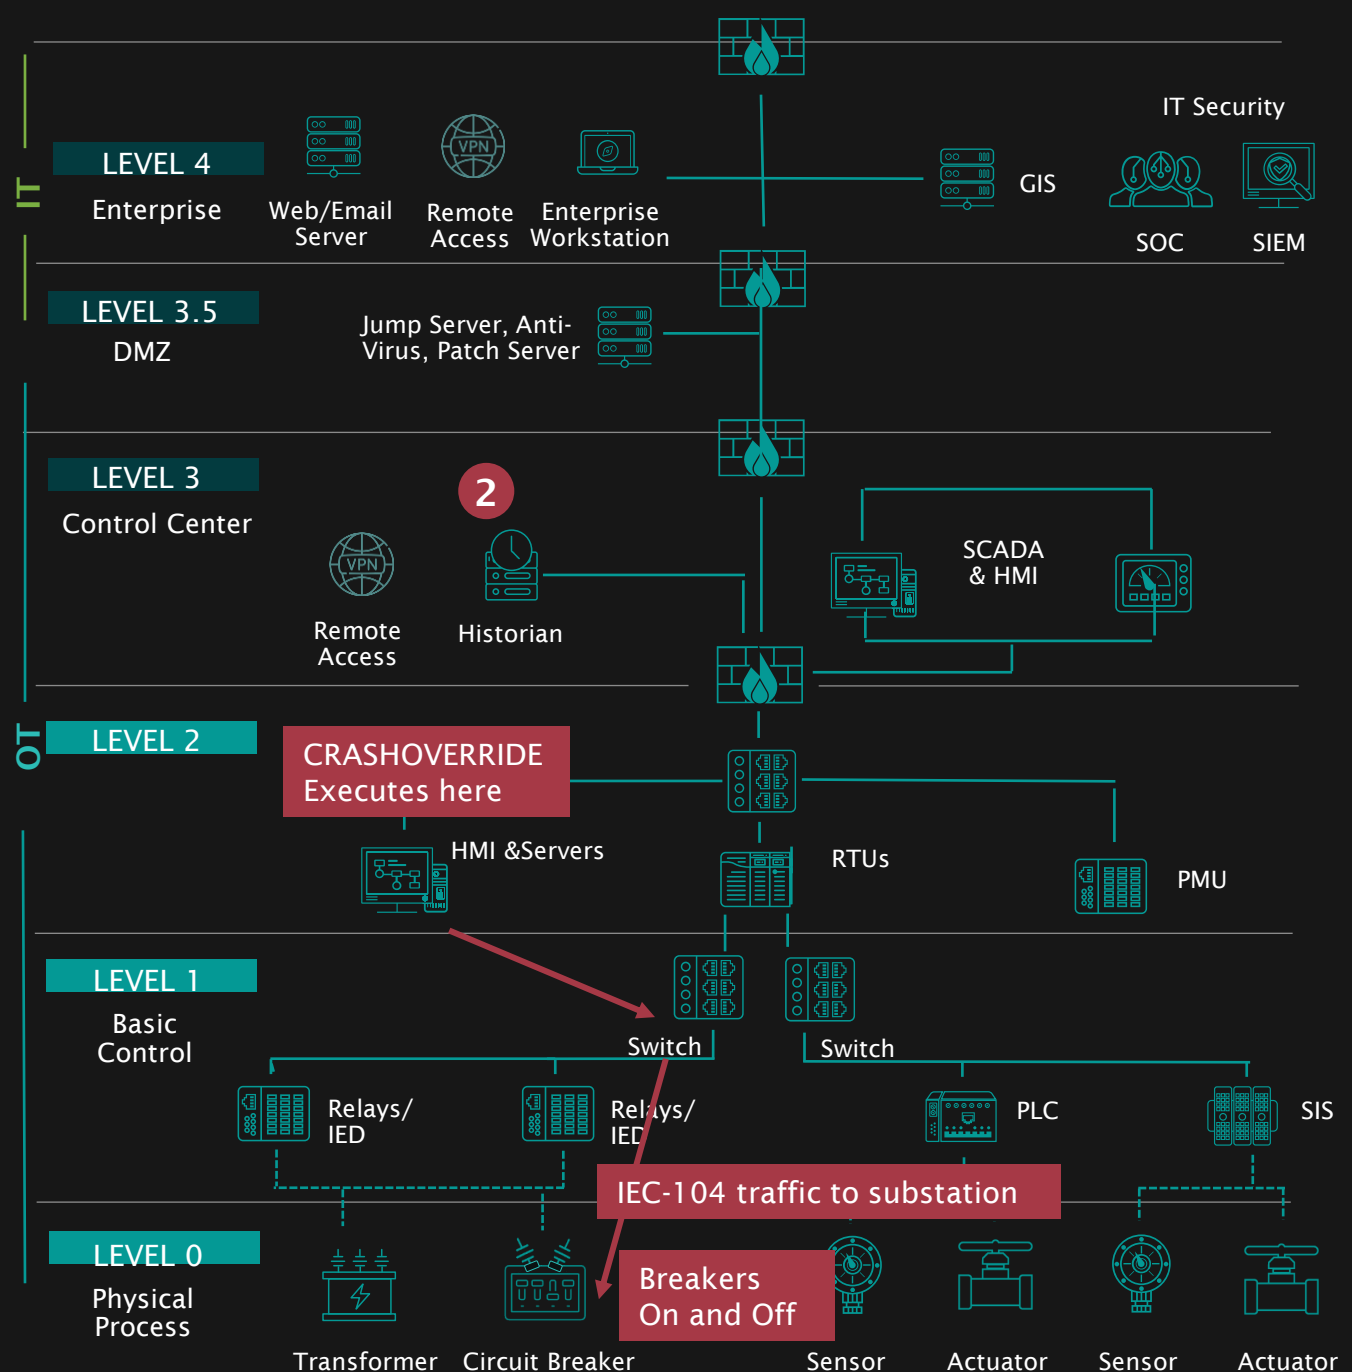 IT Security
IT
LEVEL 4
Enterprise
Web/Email
Server
VPN
Remote
Access
Enterprise
Workstation
GIS
SOC
SIEM
LEVEL 3.5
DMZ
Jump Server, Anti-
Virus, Patch Server
LEVEL 3
Control Center
2
VPN
Remote
Access
Historian
SCADA
& HMI
OT
LEVEL 2
CRASHOVERRIDE
Executes here
HMI &Servers
RTUs
PMU
LEVEL 1
Basic
Control
Switch
Switch
Relays/
IED
Relays/
IED
PLC
SIS
IEC-104 traffic to substation
LEVEL 0
Physical
Process
Breakers
On and Off
Transformer
Circuit Breaker
Sensor
Actuator
Sensor
Actuator